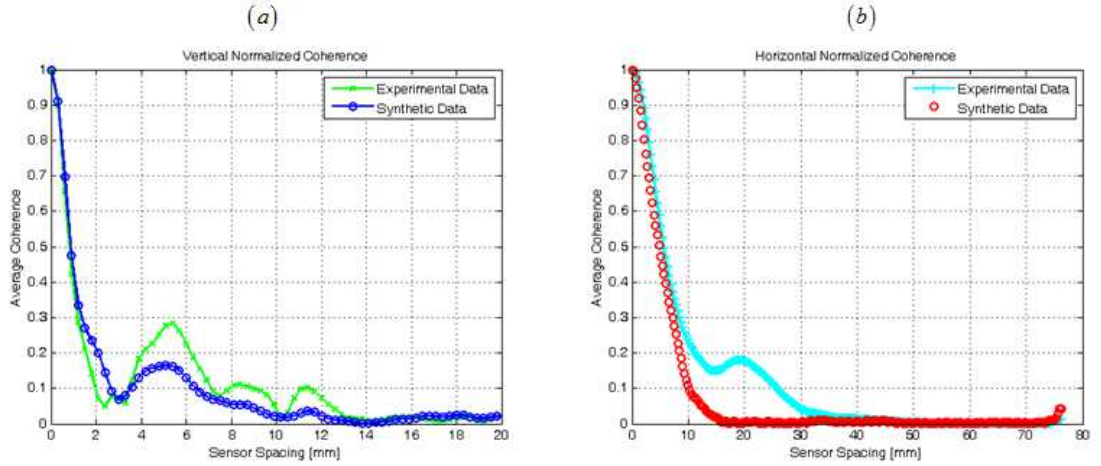 (a)
Vertical Normalized Coherence
Experimental Data
Synthetic Data
1
0.9
0.8
0.7
0.6
0.5
0.4
0.3
0.2
0.1
0
Average Coherence
0 2 4 6 8 10 12 14 16 18 20
Sensor Spacing [mm]
(b)
Horizontal Normalized Coherence
Experimental Data
Synthetic Data
1
0.9
0.8
0.7
0.6
0.5
0.4
0.3
0.2
0.1
0
Average Coherence
0 10 20 30 40 50 60 70 80
Sensor Spacing [mm]